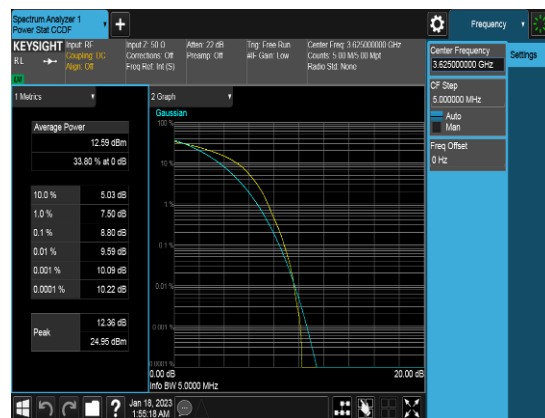 Spectrum Analyzer 1
Power Stat CCDF
+
Frequency
KEYSIGHT
RL
Input: RF
Coupling: DC
Align: Off
Input Z: 50 Ω
Corrections: Off
Freq Ref: Int (S)
Atten: 22 dB
Preamp: Off
Trig: Free Run
#IF Gain: Low
Center Freq: 3.625000000 GHz
Counts: 5.00 M/5.00 Mpt
Radio Std: None
Center Frequency
3.625000000 GHz
Settings
CF Step
5.000000 MHz
Auto
Man
Freq Offset
0 Hz
1 Metrics
2 Graph
Gaussian
Average Power
12.59 dBm
33.80 % at 0 dB
10.0 % 5.03 dB
1.0 % 7.50 dB
0.1 % 8.80 dB
0.01 % 9.59 dB
0.001 % 10.09 dB
0.0001 % 10.22 dB
Peak
12.36 dB
24.95 dBm
100 %
10 %
1 %
0.1 %
0.01 %
0.001 %
0.0001 %
0.00 dB
20.00 dB
Info BW 5.0000 MHz
?
Jan 18, 2023
1:55:18 AM